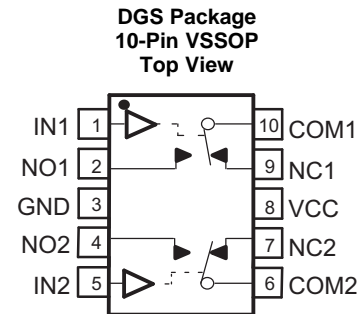 DGS Package
10-Pin VSSOP
Top View
IN1 1 10 COM1
NO1 2 9 NC1
GND 3 8 VCC
NO2 4 7 NC2
IN2 5 6 COM2